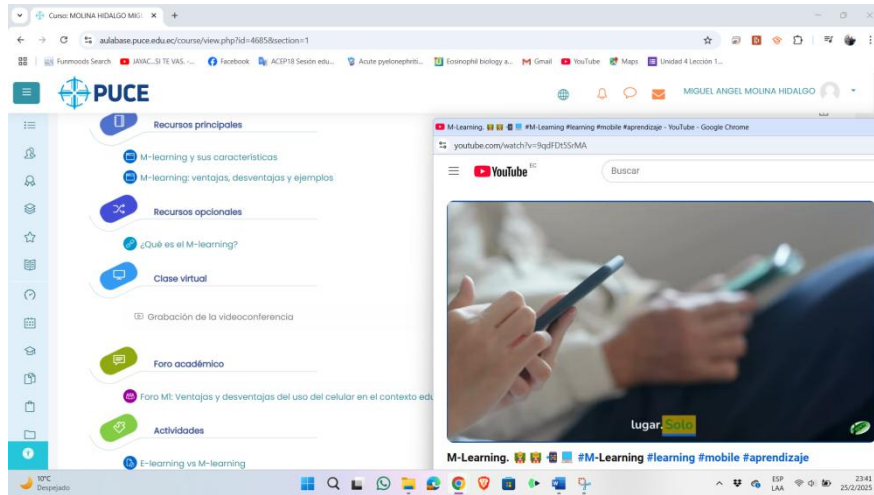 Curso: MOLINA HIDALGO MIG
aulabase.puce.edu.ec/course/view.php?id=4685&section=1
Funmoods Search
JAYAC...SI TE VAS. -...
Facebook
ACEP18 Sesión edu...
Acute pyelonephriti...
Eosinophil biology a...
Gmail
YouTube
Maps
Unidad 4 Lección 1...
PUCE
MIGUEL ANGEL MOLINA HIDALGO
Recursos principales
M-learning y sus características
M-learning: ventajas, desventajas y ejemplos
Recursos opcionales
¿Qué es el M-learning?
Clase virtual
Grabación de la videoconferencia
Foro académico
Foro M1: Ventajas y desventajas del uso del celular en el contexto edu
Actividades
E-learning vs M-learning
M-Learning. #M-Learning #learning #mobile #aprendizaje - YouTube - Google Chrome
youtube.com/watch?v=9qdFDt5SrMA
YouTube EC
Buscar
lugar. Solo
M-Learning. #M-Learning #learning #mobile #aprendizaje
10°C
Despejado
ESP
LAA
23:41
25/2/2025